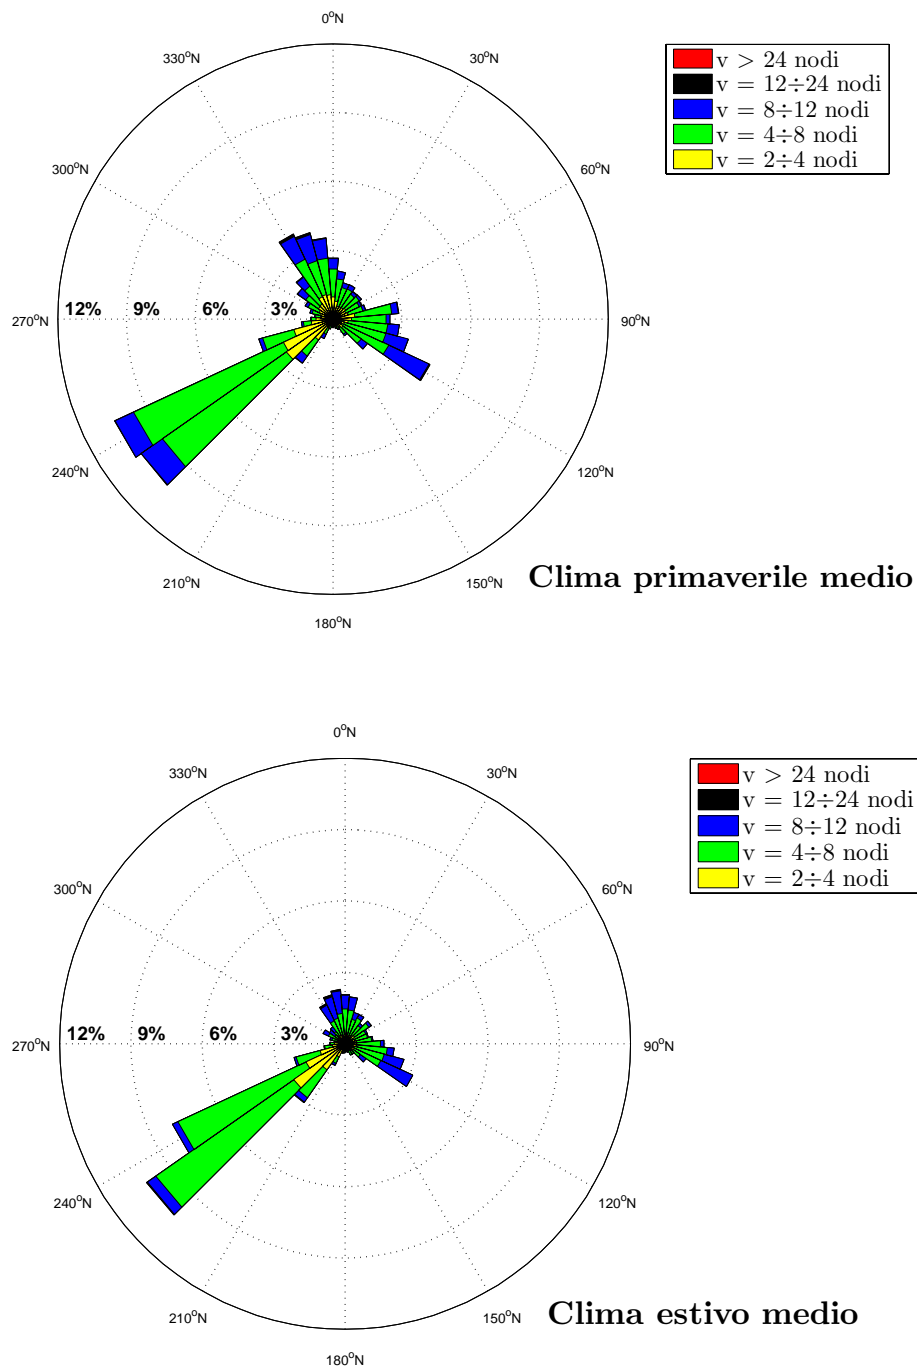 0°N
330°N
30°N
v > 24 nodi
v = 12÷24 nodi
v = 8÷12 nodi
v = 4÷8 nodi
v = 2÷4 nodi
300°N
60°N
12% 9% 6% 3%
270°N
90°N
240°N
120°N
210°N
150°N
Clima primaverile medio
180°N
0°N
330°N
30°N
v > 24 nodi
v = 12÷24 nodi
v = 8÷12 nodi
v = 4÷8 nodi
v = 2÷4 nodi
300°N
60°N
12% 9% 6% 3%
270°N
90°N
240°N
120°N
210°N
150°N
Clima estivo medio
180°N